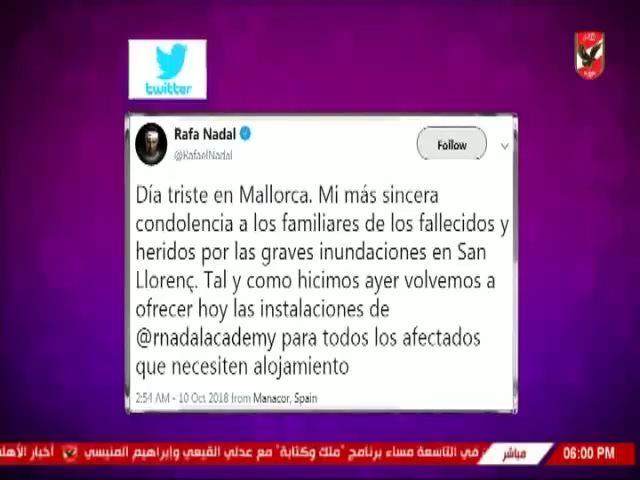 twitter
Rafa Nadal
@RafaelNadal
Follow
Día triste en Mallorca. Mi más sincera
condolencia a los familiares de los fallecidos y
heridos por las graves inundaciones en San
Llorenç. Tal y como hicimos ayer volvemos a
ofrecer hoy las instalaciones de
@rnadalacademy para todos los afectados
que necesiten alojamiento
2:54 AM - 10 Oct 2018 from Manacor, Spain
في التاسعة مساء برنامج "ملك وكتابة" مع عدلي القيعي وإبراهيم المنيسي
أخبار الأهلي
مباشر
06:00 PM